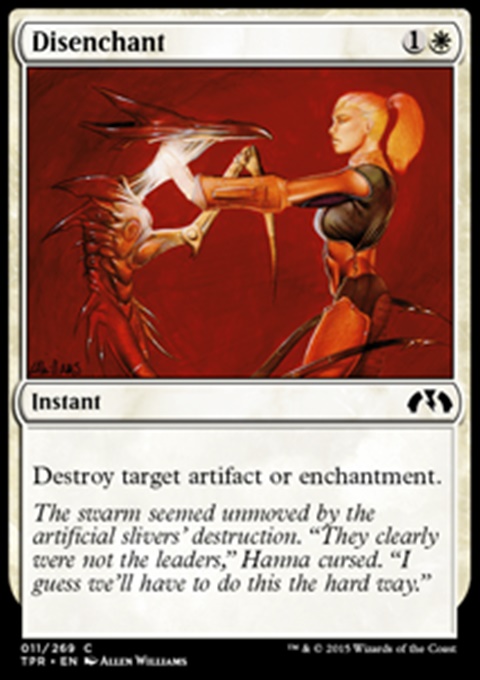 Disenchant 1
Instant
Destroy target artifact or enchantment.
The swarm seemed unmoved by the
artificial slivers’ destruction. “They clearly
were not the leaders,” Hanna cursed. “I
guess we’ll have to do this the hard way.”
011/269 C
TPR • EN Allen Williams
™ & © 2015 Wizards of the Coast